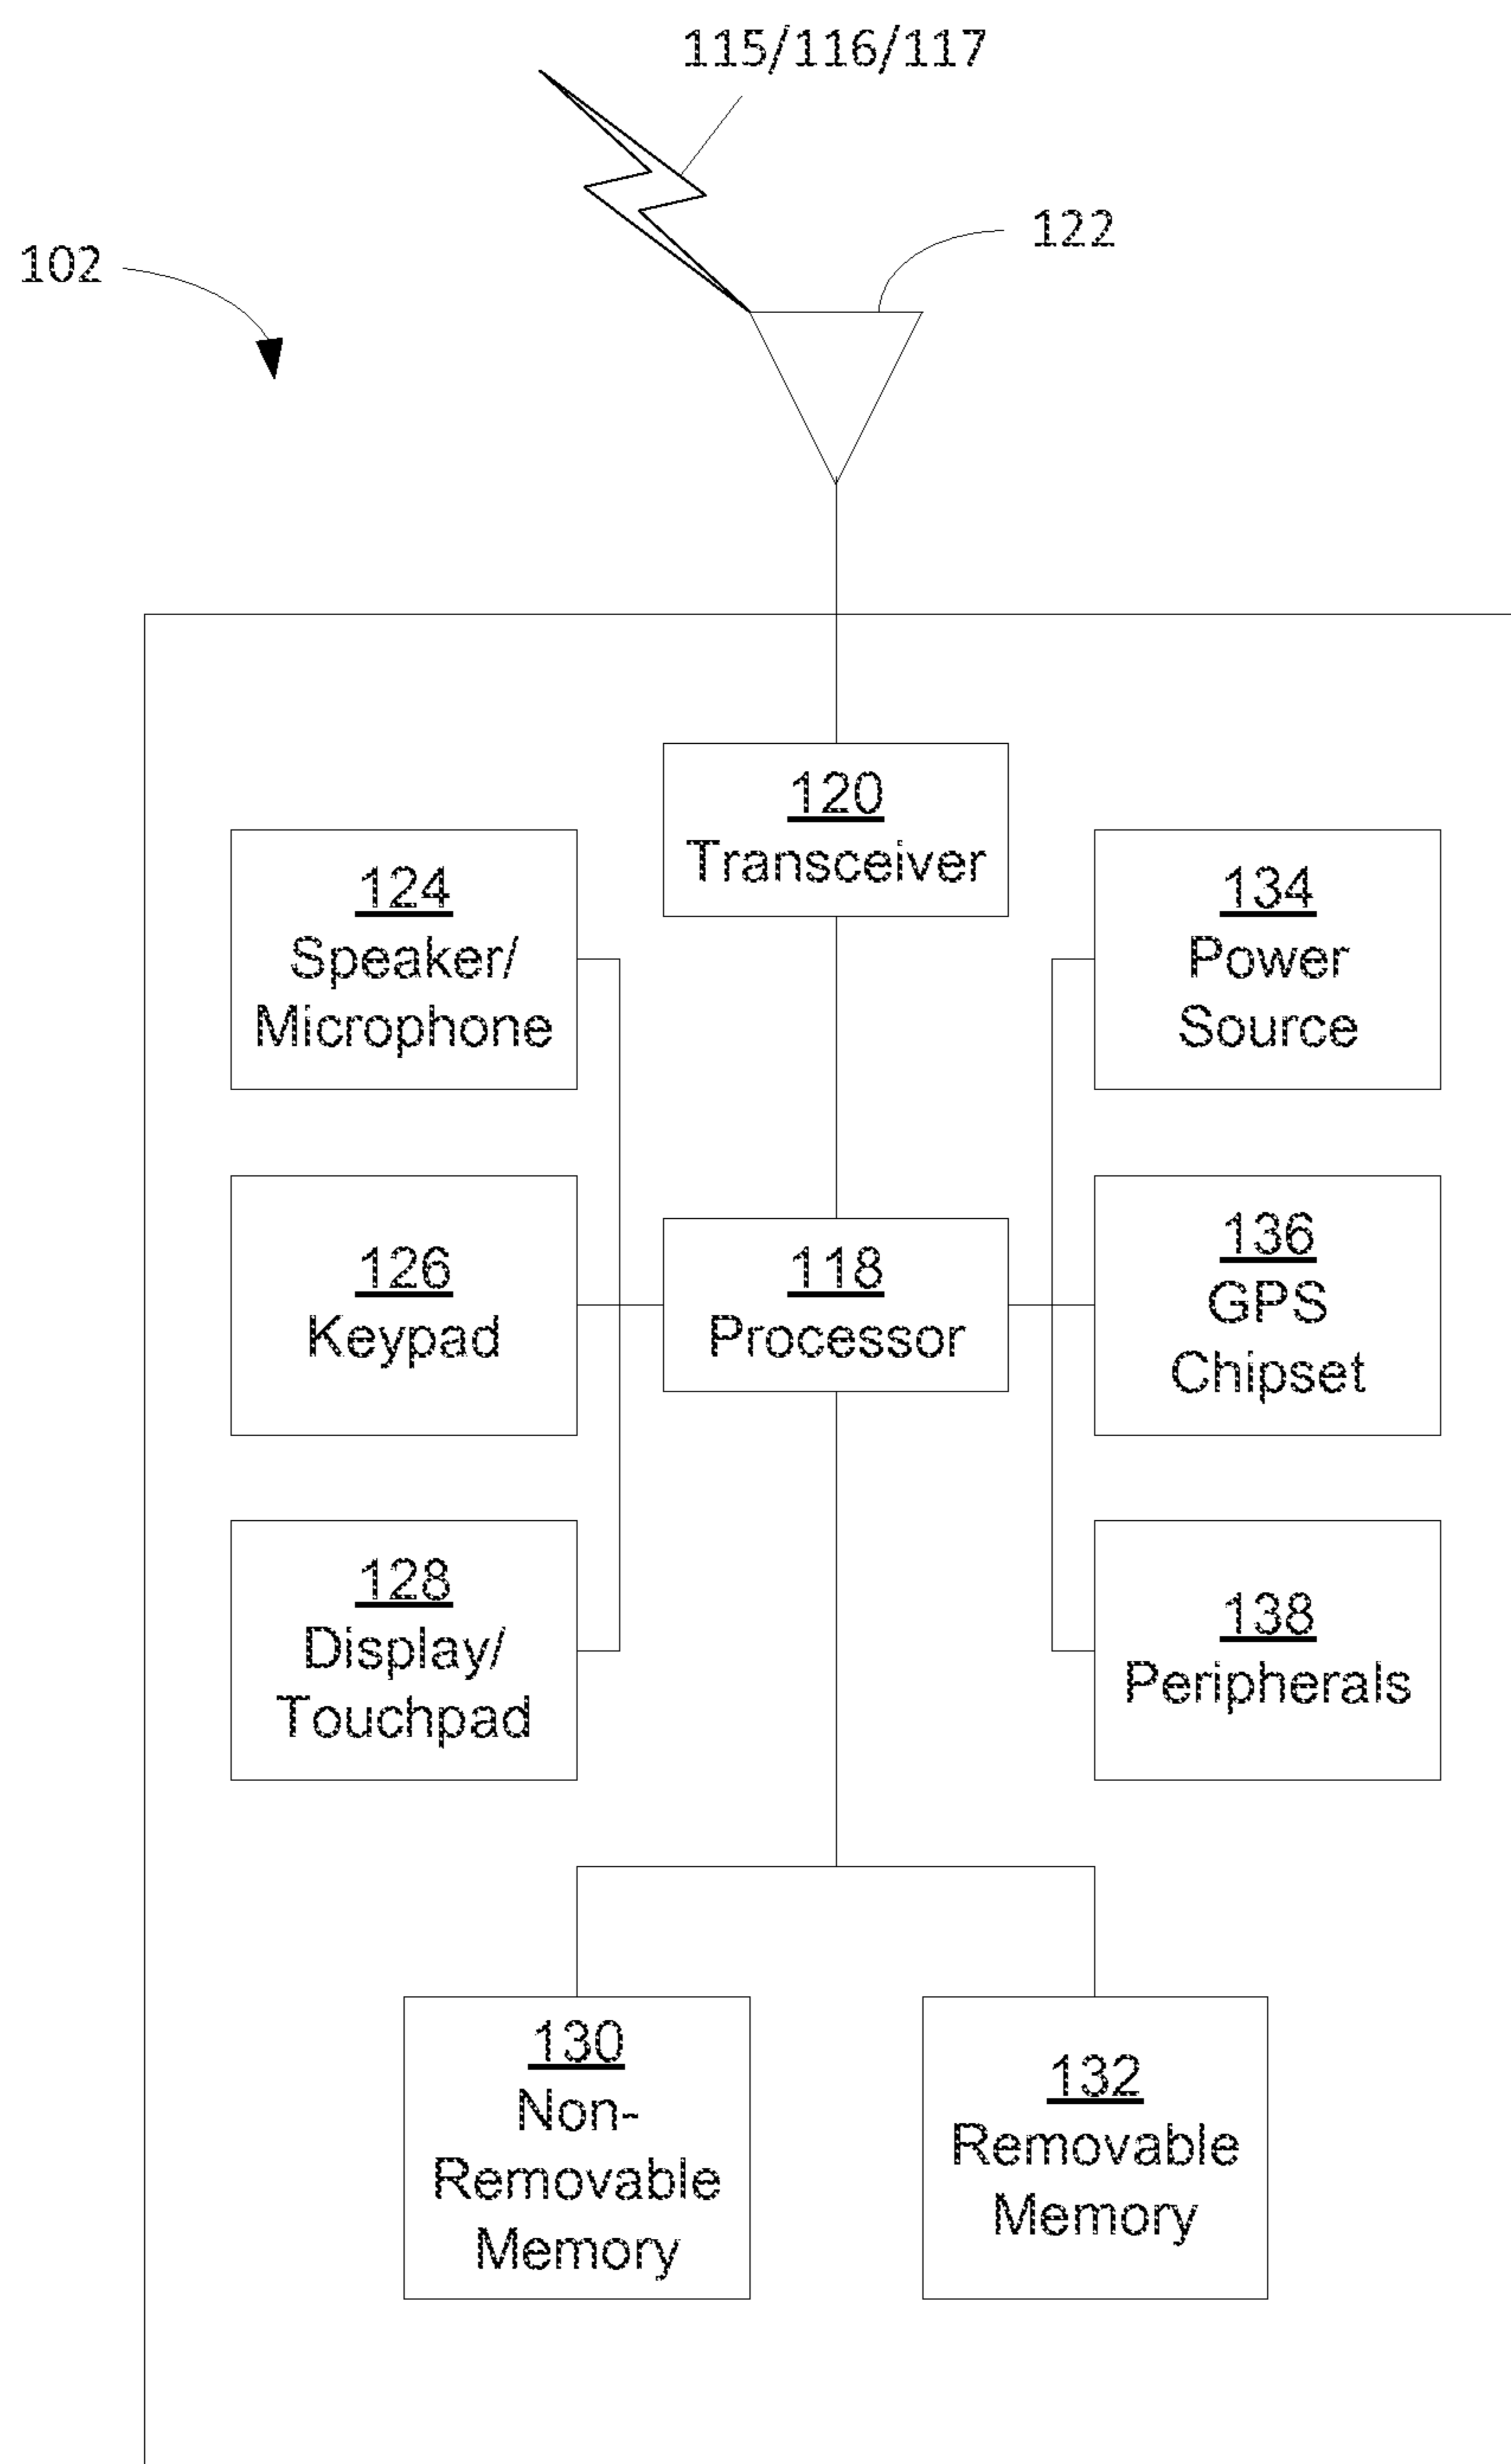 115/116/117
122
102
120
Transceiver
124
Speaker/
Microphone
134
Power
Source
126
Keypad
118
Processor
136
GPS
Chipset
128
Display/
Touchpad
138
Peripherals
130
Non-
Removable
Memory
132
Removable
Memory